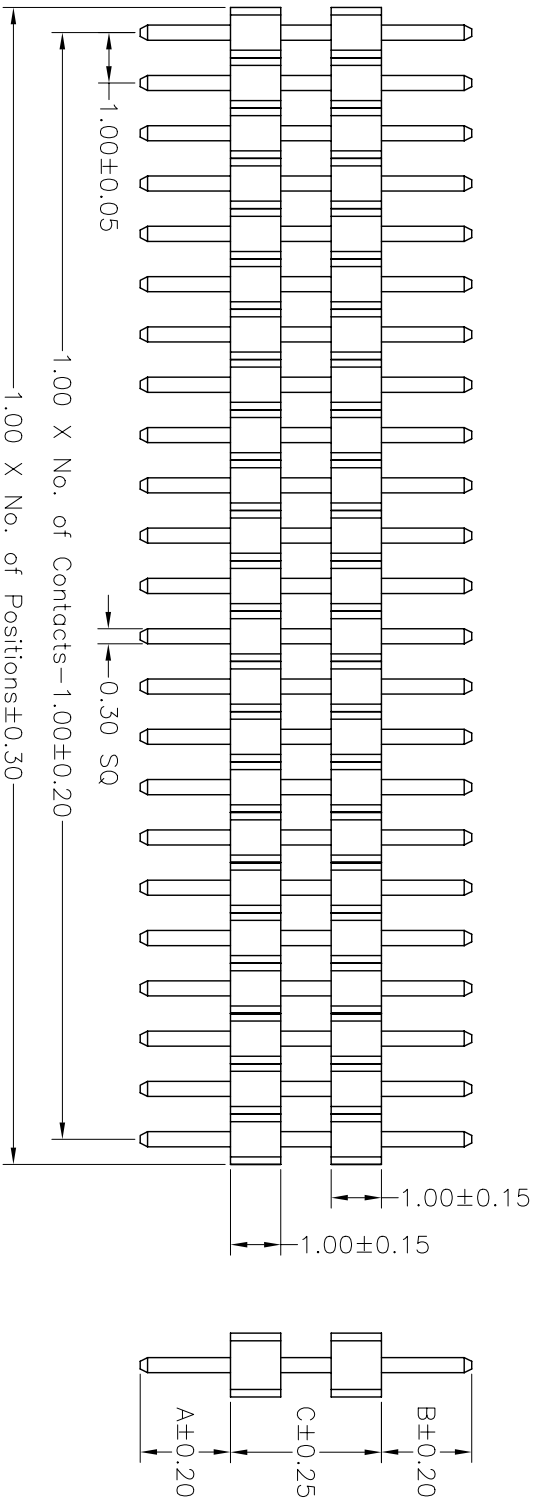 1.00±0.05
1.00 X No. of Contacts-1.00±0.20
1.00 X No. of Positions±0.30
0.30 SQ
1.00±0.15
1.00±0.15
A±0.20
C±0.25
B±0.20